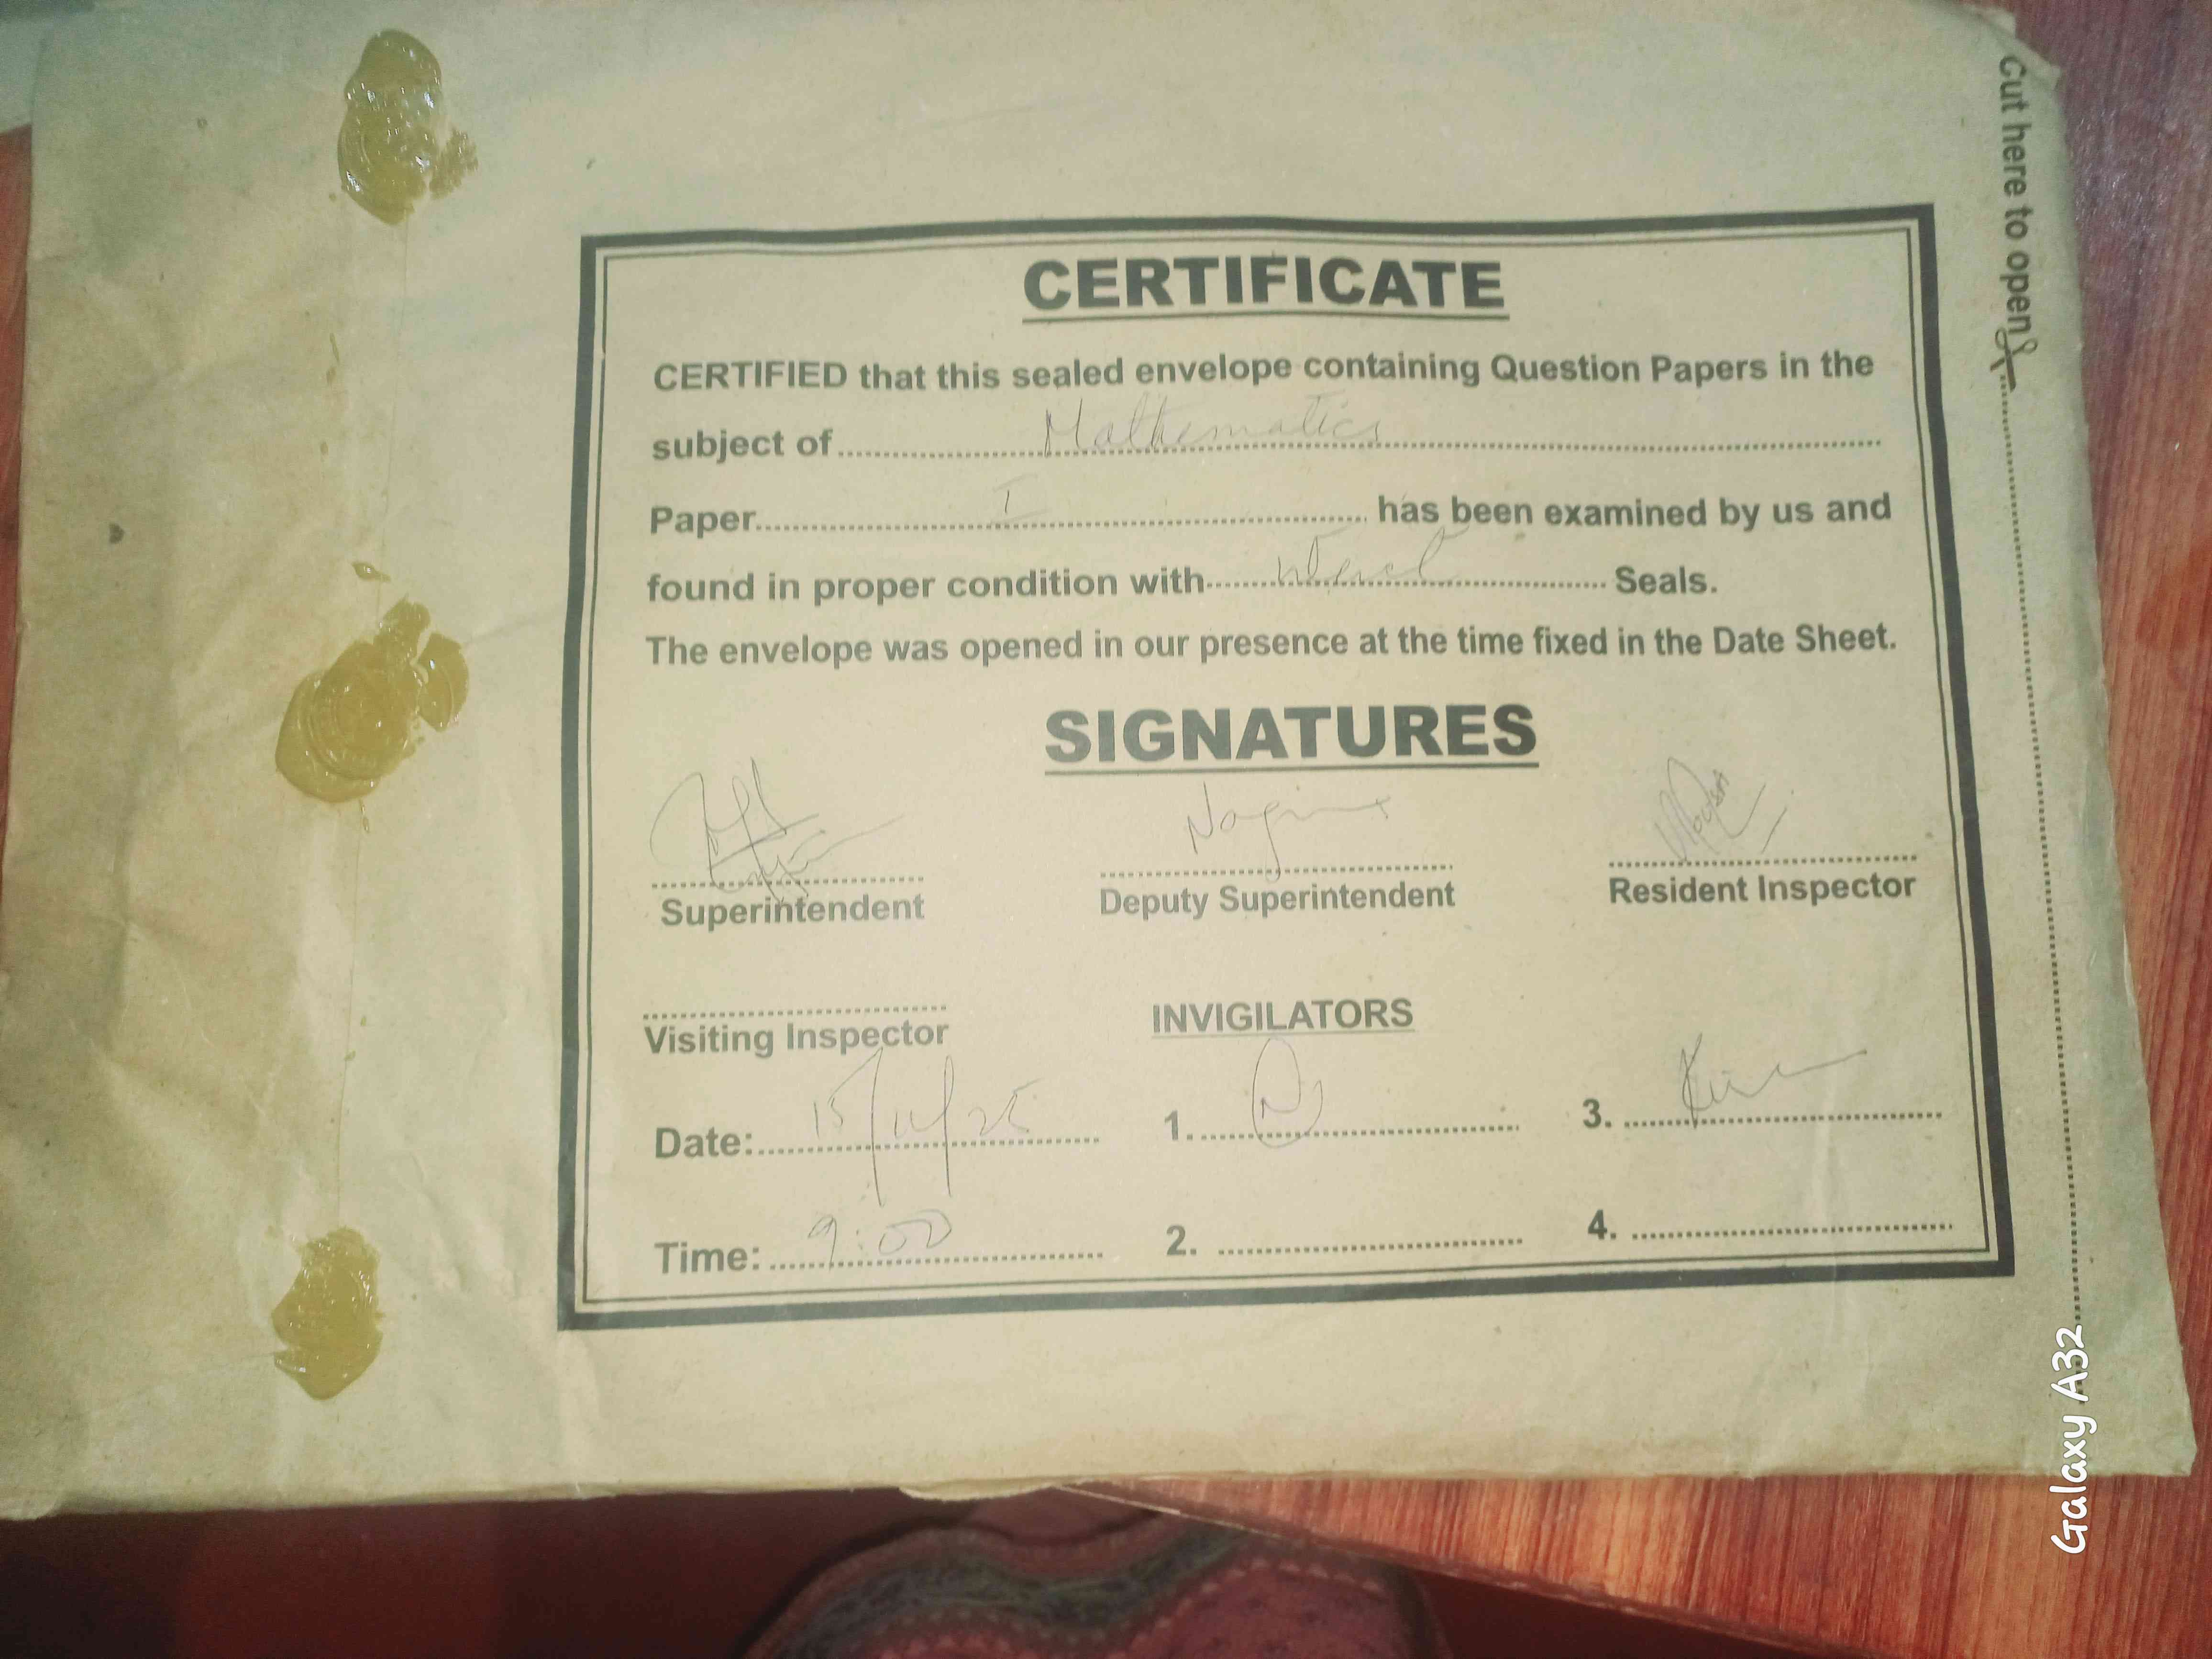 Cut here to open
CERTIFICATE
CERTIFIED that this sealed envelope containing Question Papers in the
subject of Mathematics
Paper I has been examined by us and
found in proper condition with Seals.
The envelope was opened in our presence at the time fixed in the Date Sheet.
SIGNATURES
Superintendent Deputy Superintendent Resident Inspector
Visiting Inspector INVIGILATORS
Date: 15/11/25 1. 3.
Time: 9:00 2. 4.
Galaxy A32